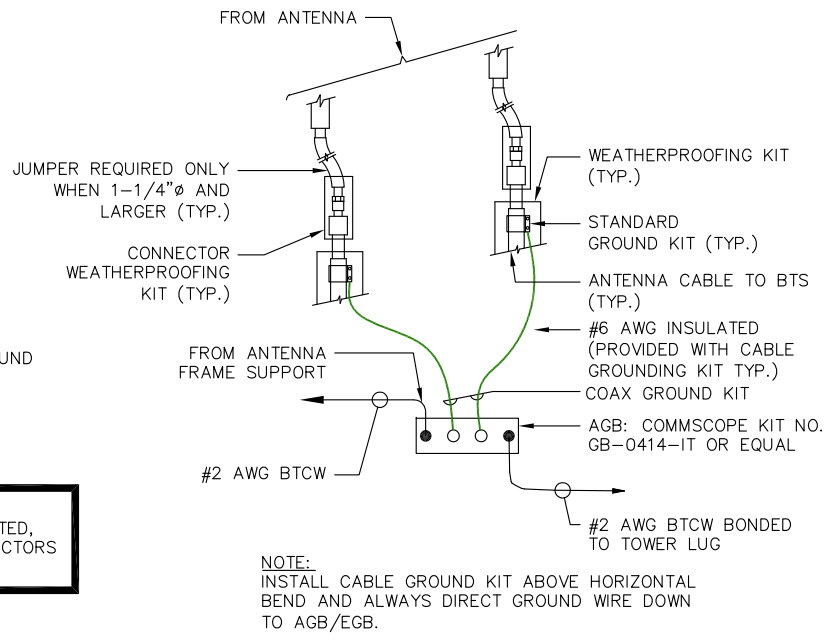 FROM ANTENNA
JUMPER REQUIRED ONLY
WHEN 1-1/4"ø AND
LARGER (TYP.)
CONNECTOR
WEATHERPROOFING
KIT (TYP.)
WEATHERPROOFING KIT
(TYP.)
STANDARD
GROUND KIT (TYP.)
ANTENNA CABLE TO BTS
(TYP.)
#6 AWG INSULATED
(PROVIDED WITH CABLE
GROUNDING KIT TYP.)
UND
FROM ANTENNA
FRAME SUPPORT
COAX GROUND KIT
AGB: COMMSCOPE KIT NO.
GB-0414-IT OR EQUAL
#2 AWG BTCW
#2 AWG BTCW BONDED
TO TOWER LUG
TED,
CTORS
NOTE:
INSTALL CABLE GROUND KIT ABOVE HORIZONTAL
BEND AND ALWAYS DIRECT GROUND WIRE DOWN
TO AGB/EGB.